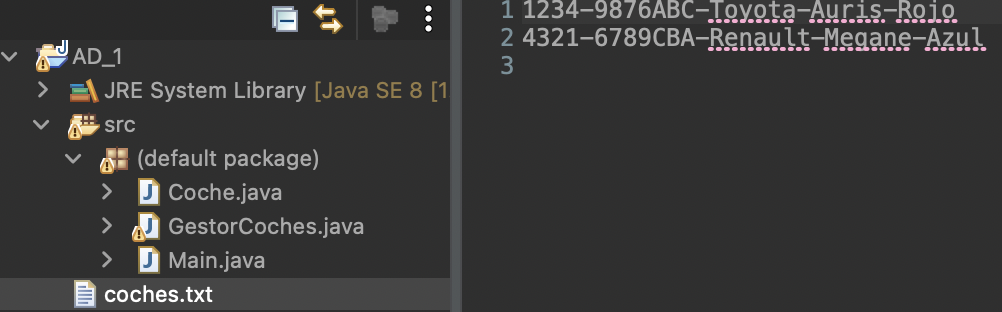 AD_1
JRE System Library [Java SE 8 [1
src
(default package)
Coche.java
GestorCoches.java
Main.java
coches.txt
1 1234-9876ABC-Toyota-Auris-Rojo
2 4321-6789CBA-Renault-Megane-Azul
3